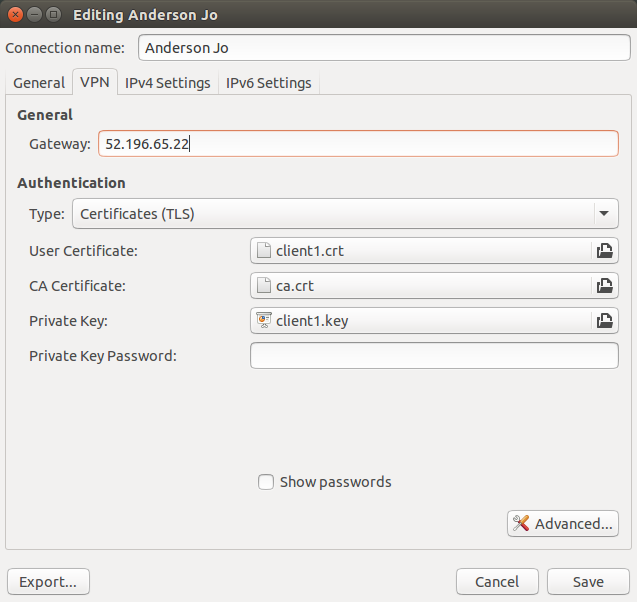 Editing Anderson Jo
Connection name: Anderson Jo
General VPN IPv4 Settings IPv6 Settings
General
Gateway: 52.196.65.22
Authentication
Type: Certificates (TLS)
User Certificate: client1.crt
CA Certificate: ca.crt
Private Key: client1.key
Private Key Password:
Show passwords
Advanced...
Export... Cancel Save